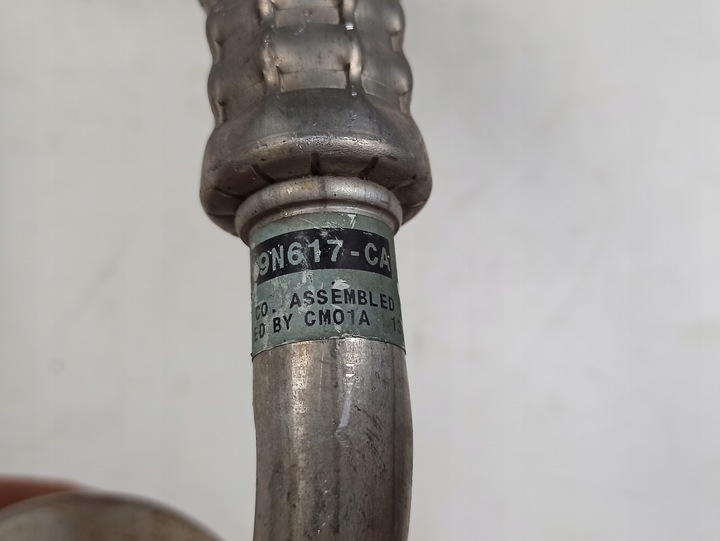 9N617-CA
CO. ASSEMBLED
ED BY CM01A